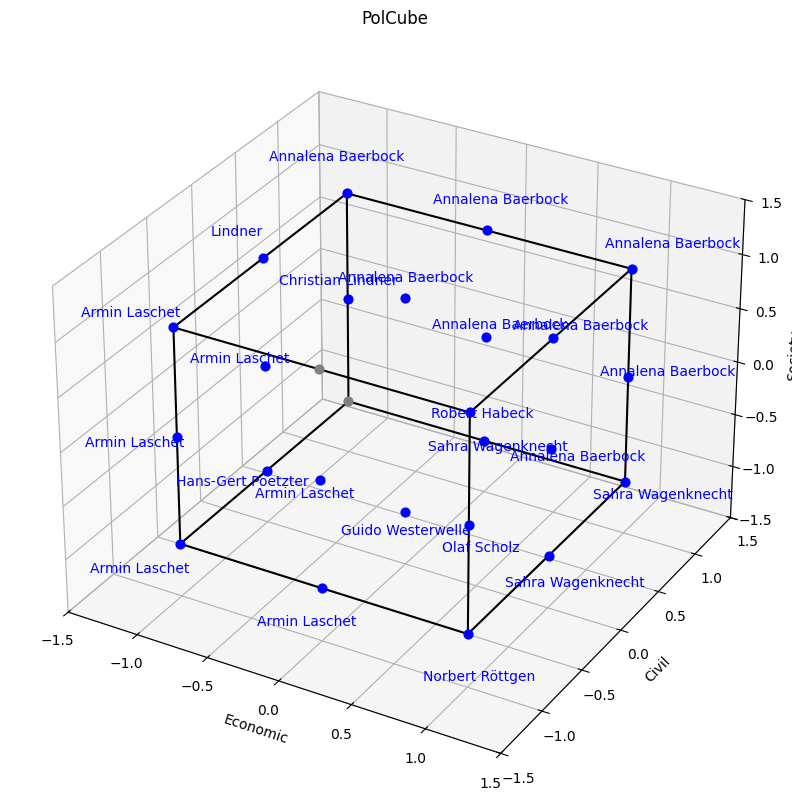 PolCube
Annalena Baerbock
Annalena Baerbock
Lindner
Annalena Baerbock
Christian Lindner
Annalena Baerbock
Armin Laschet
Annalena Baerbock
Annalena Baerbock
Armin Laschet
Annalena Baerbock
Robert Habeck
Armin Laschet
Sahra Wagenknecht
Annalena Baerbock
Hans-Gert Poetzter
Armin Laschet
Sahra Wagenknecht
Guido Westerwelle
Olaf Scholz
Armin Laschet
Sahra Wagenknecht
Armin Laschet
Norbert Röttgen
1.5
1.0
0.5
0.0
−0.5
−1.0
−1.5
Society
1.5
1.0
0.5
0.0
−0.5
−1.0
−1.5
Civil
−1.5
−1.0
−0.5
0.0
0.5
1.0
1.5
Economic